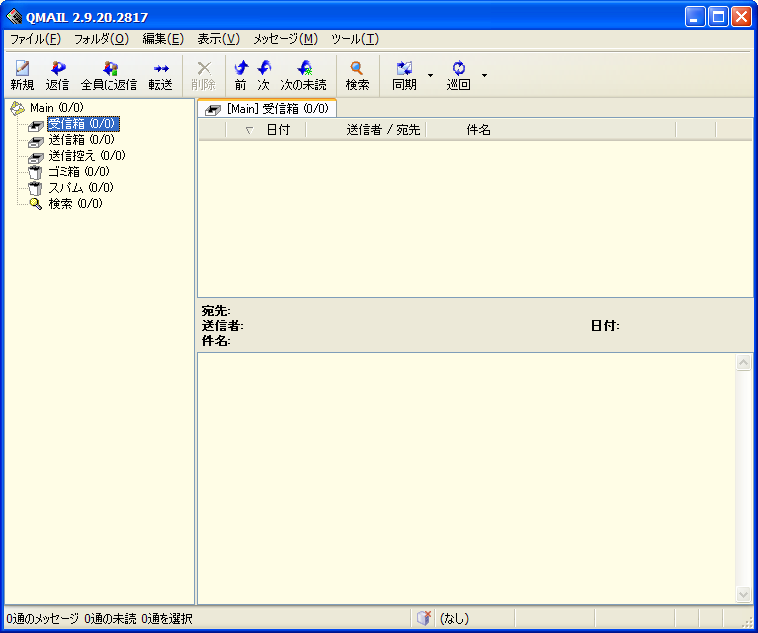 QMAIL 2.9.20.2817
ファイル(F) フォルダ(O) 編集(E) 表示(V) メッセージ(M) ツール(T)
新規 返信 全員に返信 転送 削除 前 次 次の未読 検索 同期 巡回
Main (0/0)
受信箱 (0/0)
送信箱 (0/0)
送信控え (0/0)
ゴミ箱 (0/0)
スパム (0/0)
検索 (0/0)
[Main] 受信箱 (0/0)
日付 送信者 / 宛先 件名
宛先:
送信者: 日付:
件名:
0通のメッセージ 0通の未読 0通を選択 (なし)